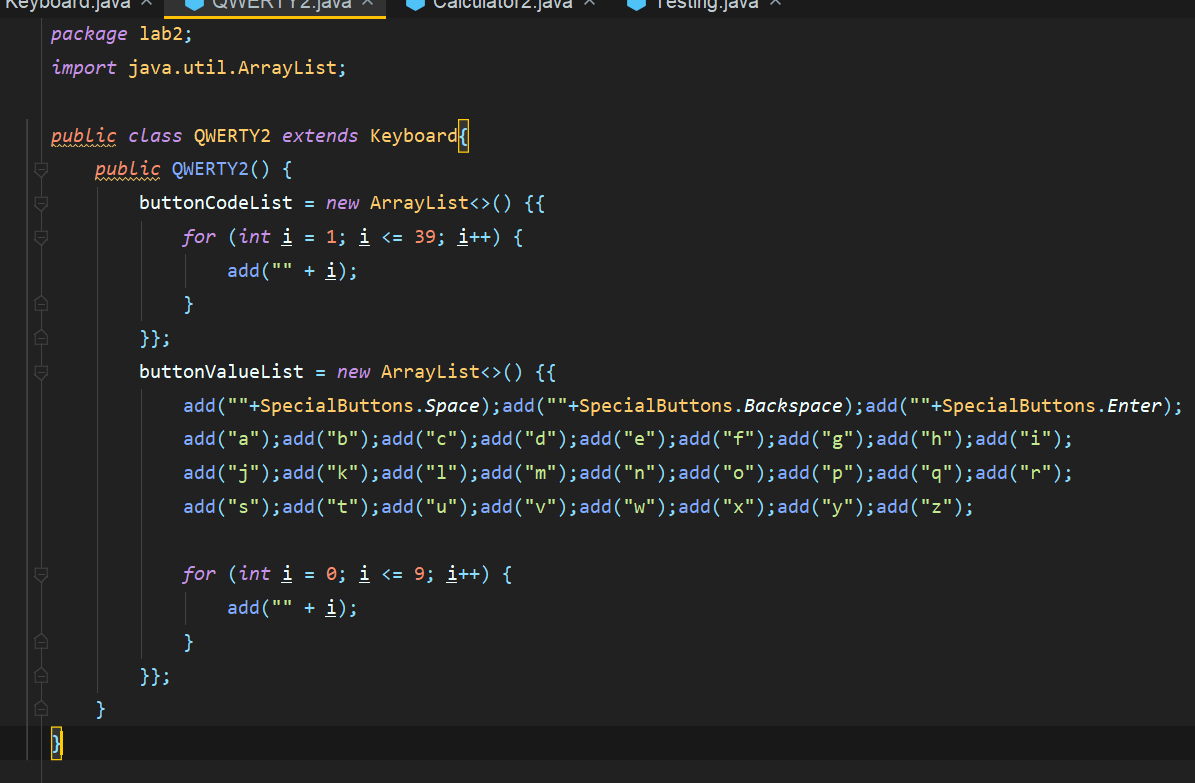 Keyboard.java × QWERTY2.java × Calculator2.java × Testing.java ×
package lab2;
import java.util.ArrayList;
public class QWERTY2 extends Keyboard{
public QWERTY2() {
buttonCodeList = new ArrayList<>() {{
for (int i = 1; i <= 39; i++) {
add("" + i);
}
}};
buttonValueList = new ArrayList<>() {{
add(""+SpecialButtons.Space);add(""+SpecialButtons.Backspace);add(""+SpecialButtons.Enter);
add("a");add("b");add("c");add("d");add("e");add("f");add("g");add("h");add("i");
add("j");add("k");add("l");add("m");add("n");add("o");add("p");add("q");add("r");
add("s");add("t");add("u");add("v");add("w");add("x");add("y");add("z");
for (int i = 0; i <= 9; i++) {
add("" + i);
}
}};
}
}